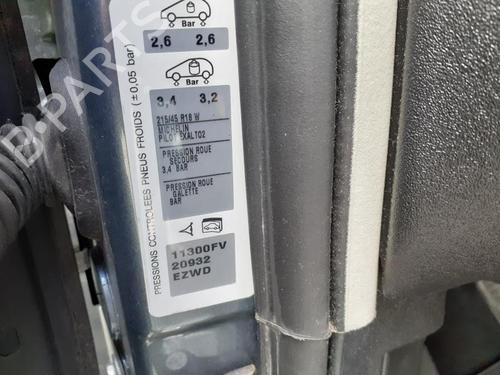 Bar
2,6 2,6
Bar
3,4 3,2
215/45 R18 W
MICHELIN
PILOT EXALTO2
PRESSION ROUE
SECOURS
3,4 BAR
PRESSION ROUE
GALETTE
BAR
11300FV
20932
EZWD
PRESSIONS CONTROLEES PNEUS FROIDS (±0,05 bar)
B-PARTS